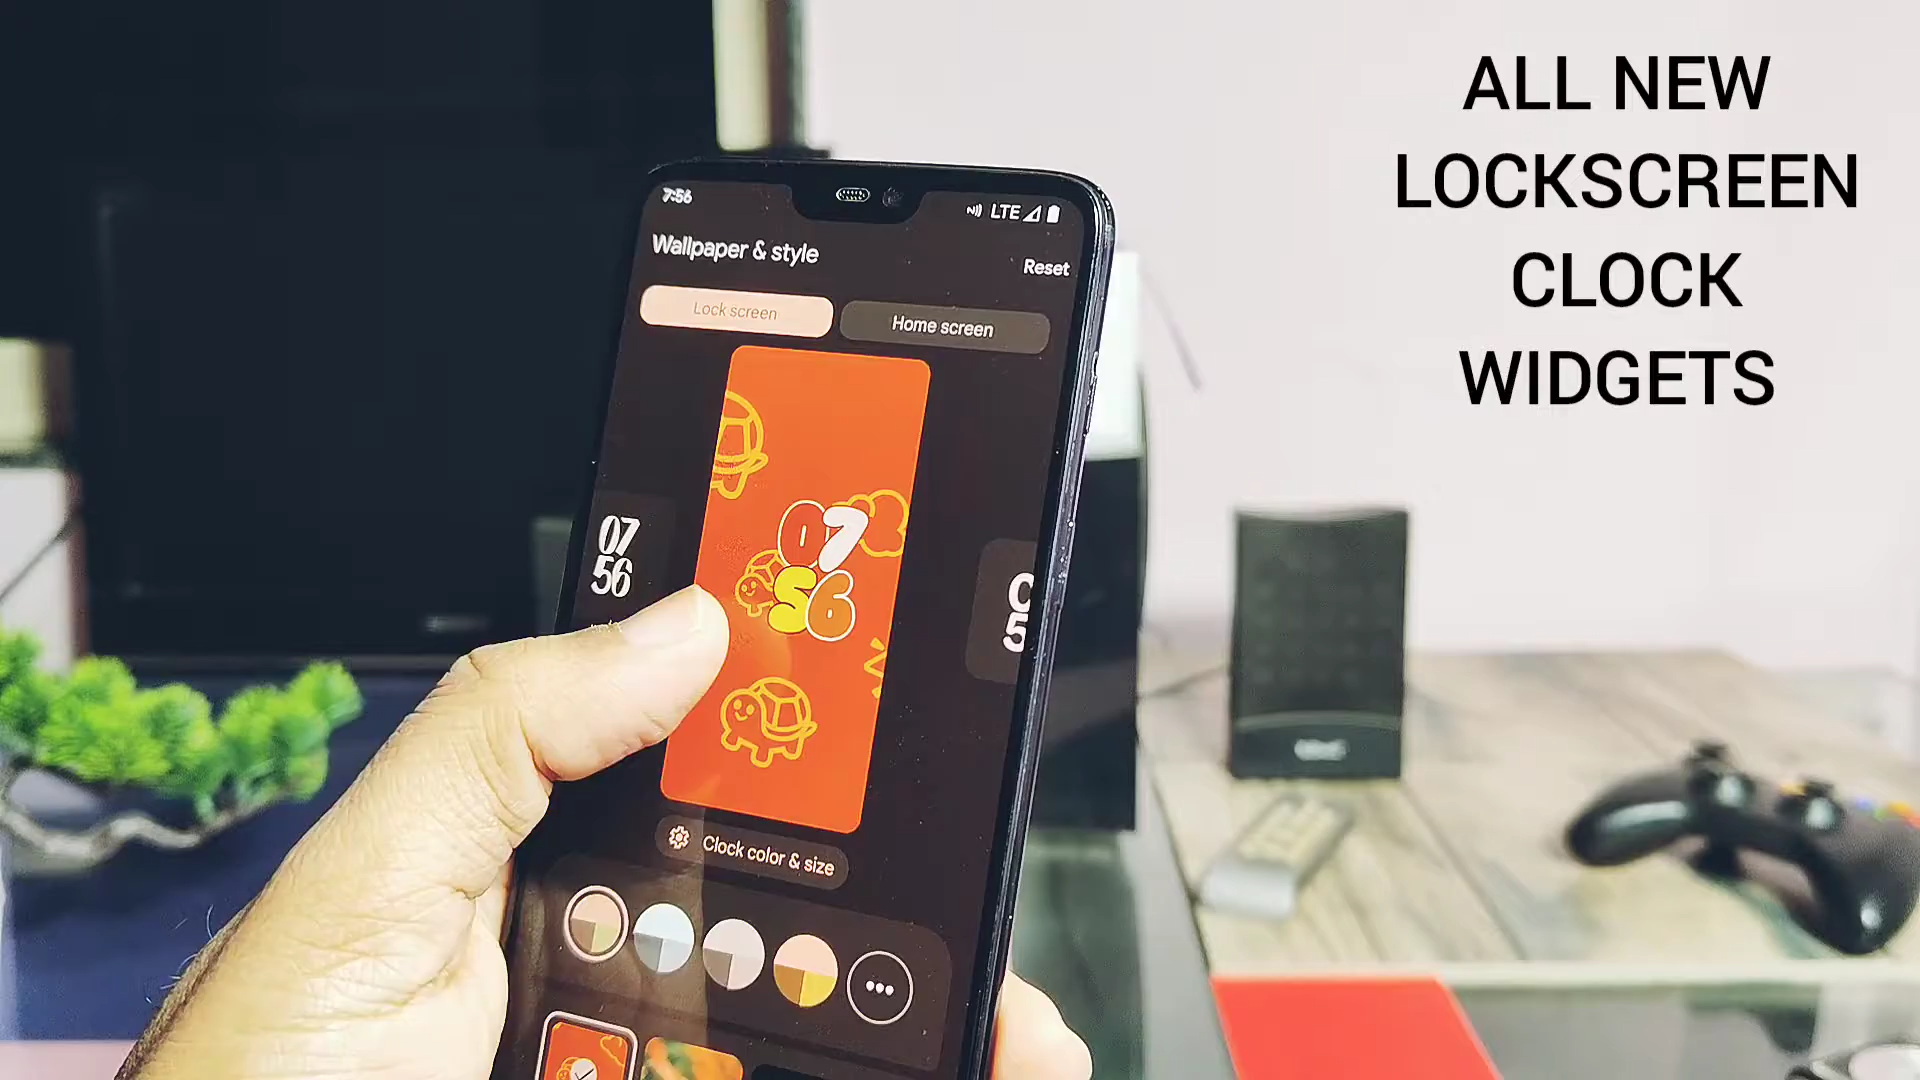 ALL NEW
LOCKSCREEN
CLOCK
WIDGETS
7:56
LTE
Wallpaper & style
Reset
Lock screen
Home screen
07
56
07
56
Clock color & size